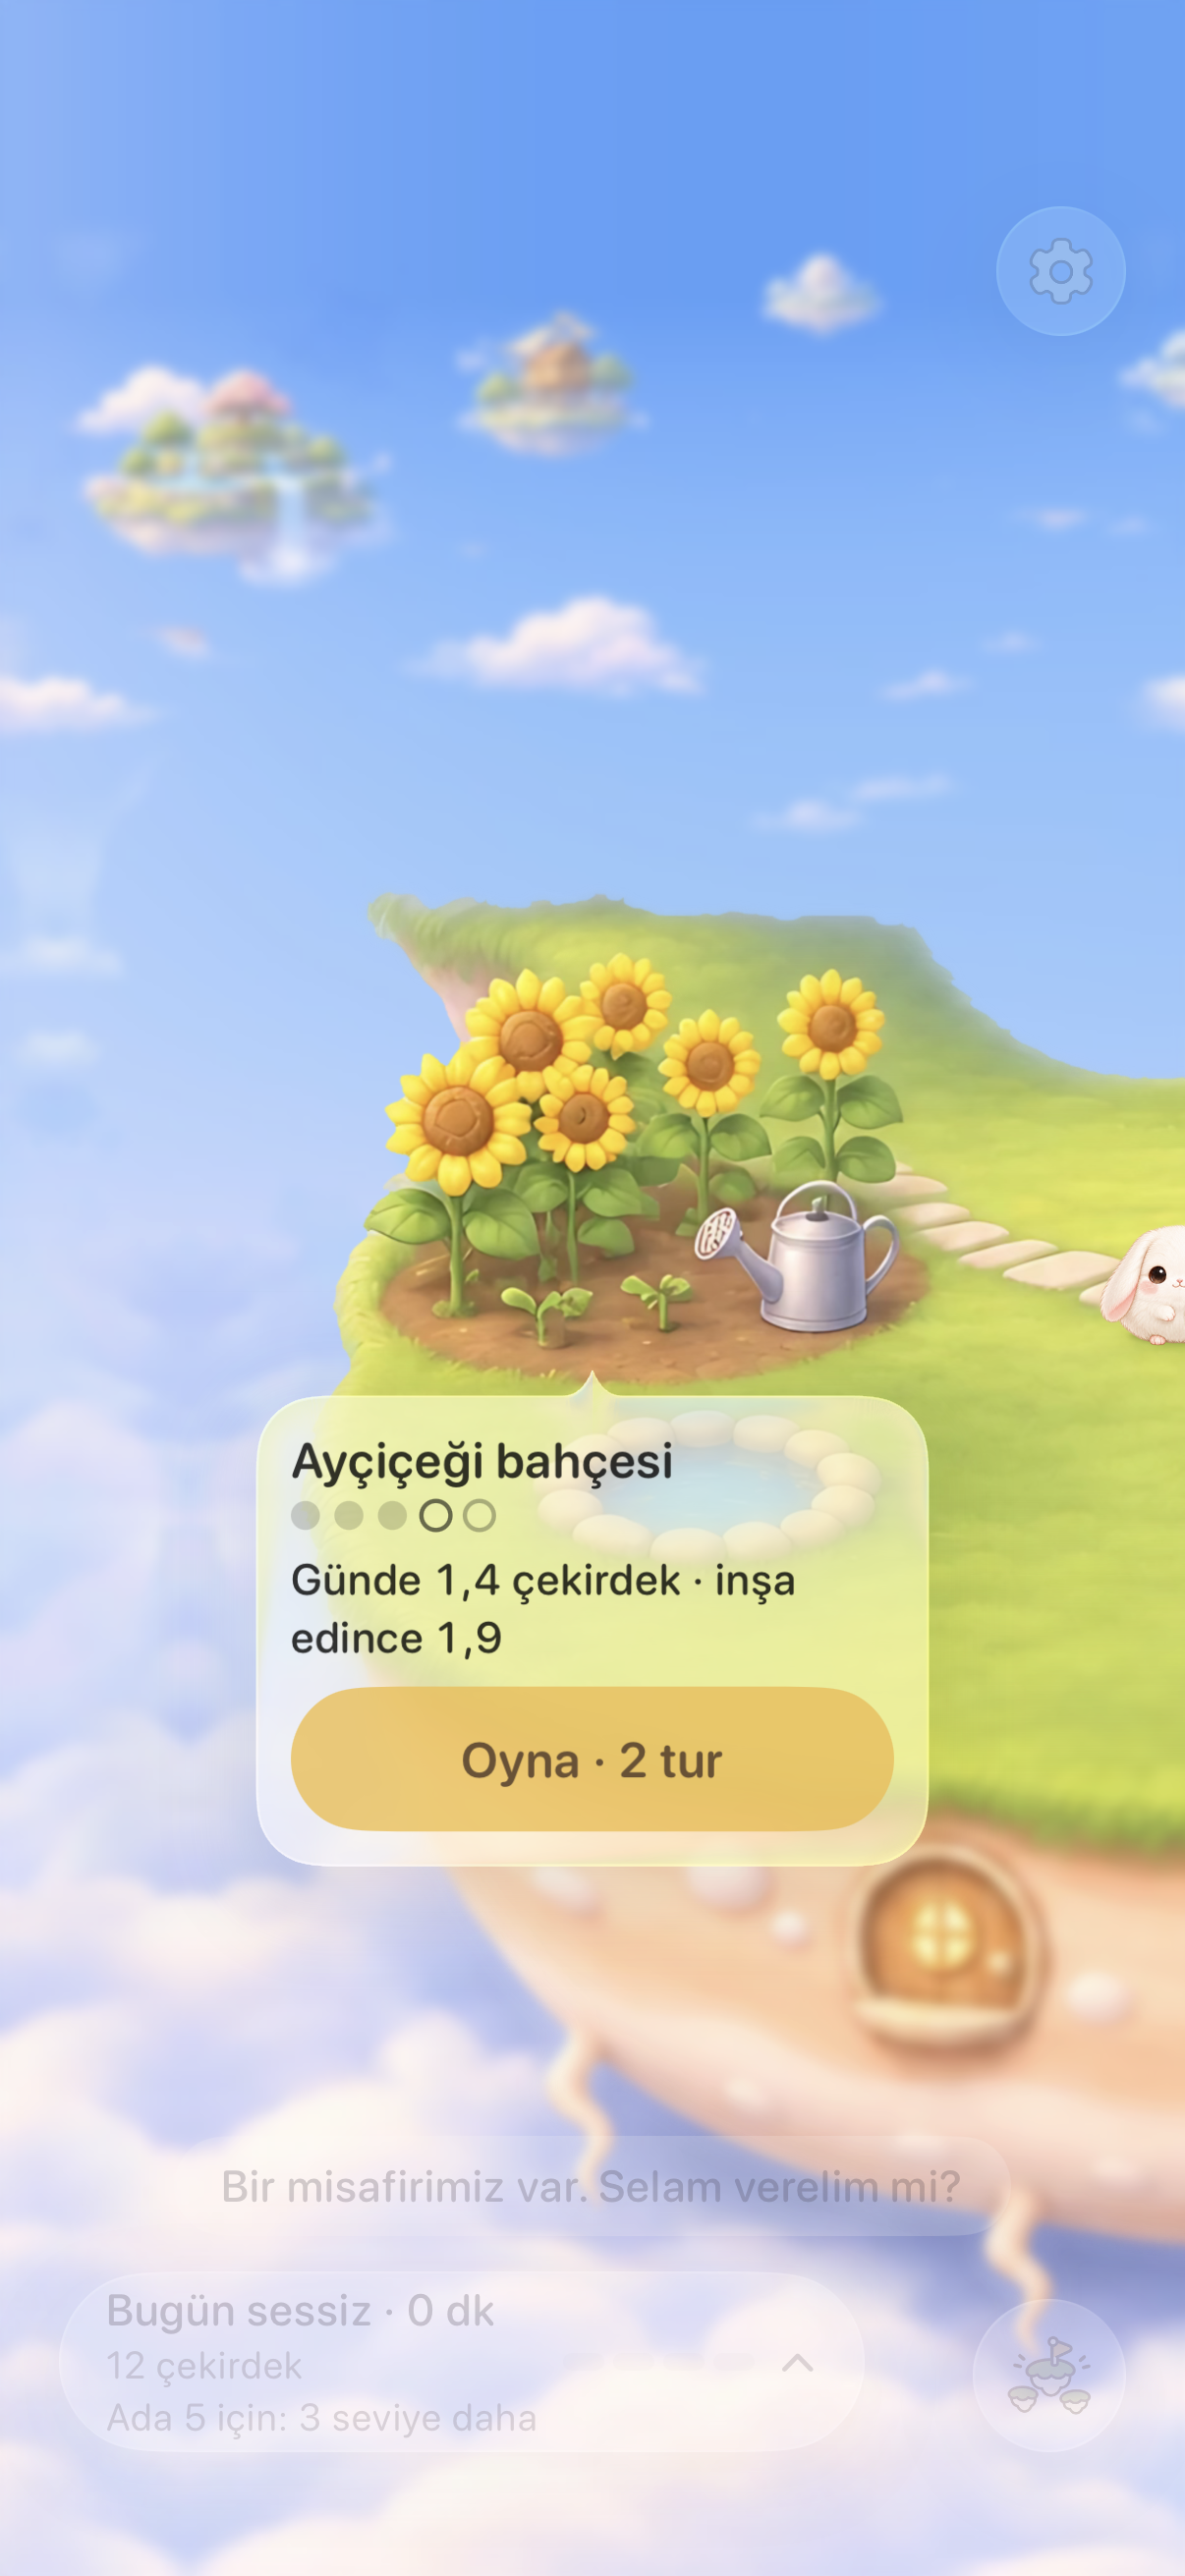 Ayçiçeği bahçesi
Günde 1,4 çekirdek · inşa
edince 1,9
Oyna · 2 tur
Bir misafirimiz var. Selam verelim mi?
Bugün sessiz · 0 dk
12 çekirdek
Ada 5 için: 3 seviye daha